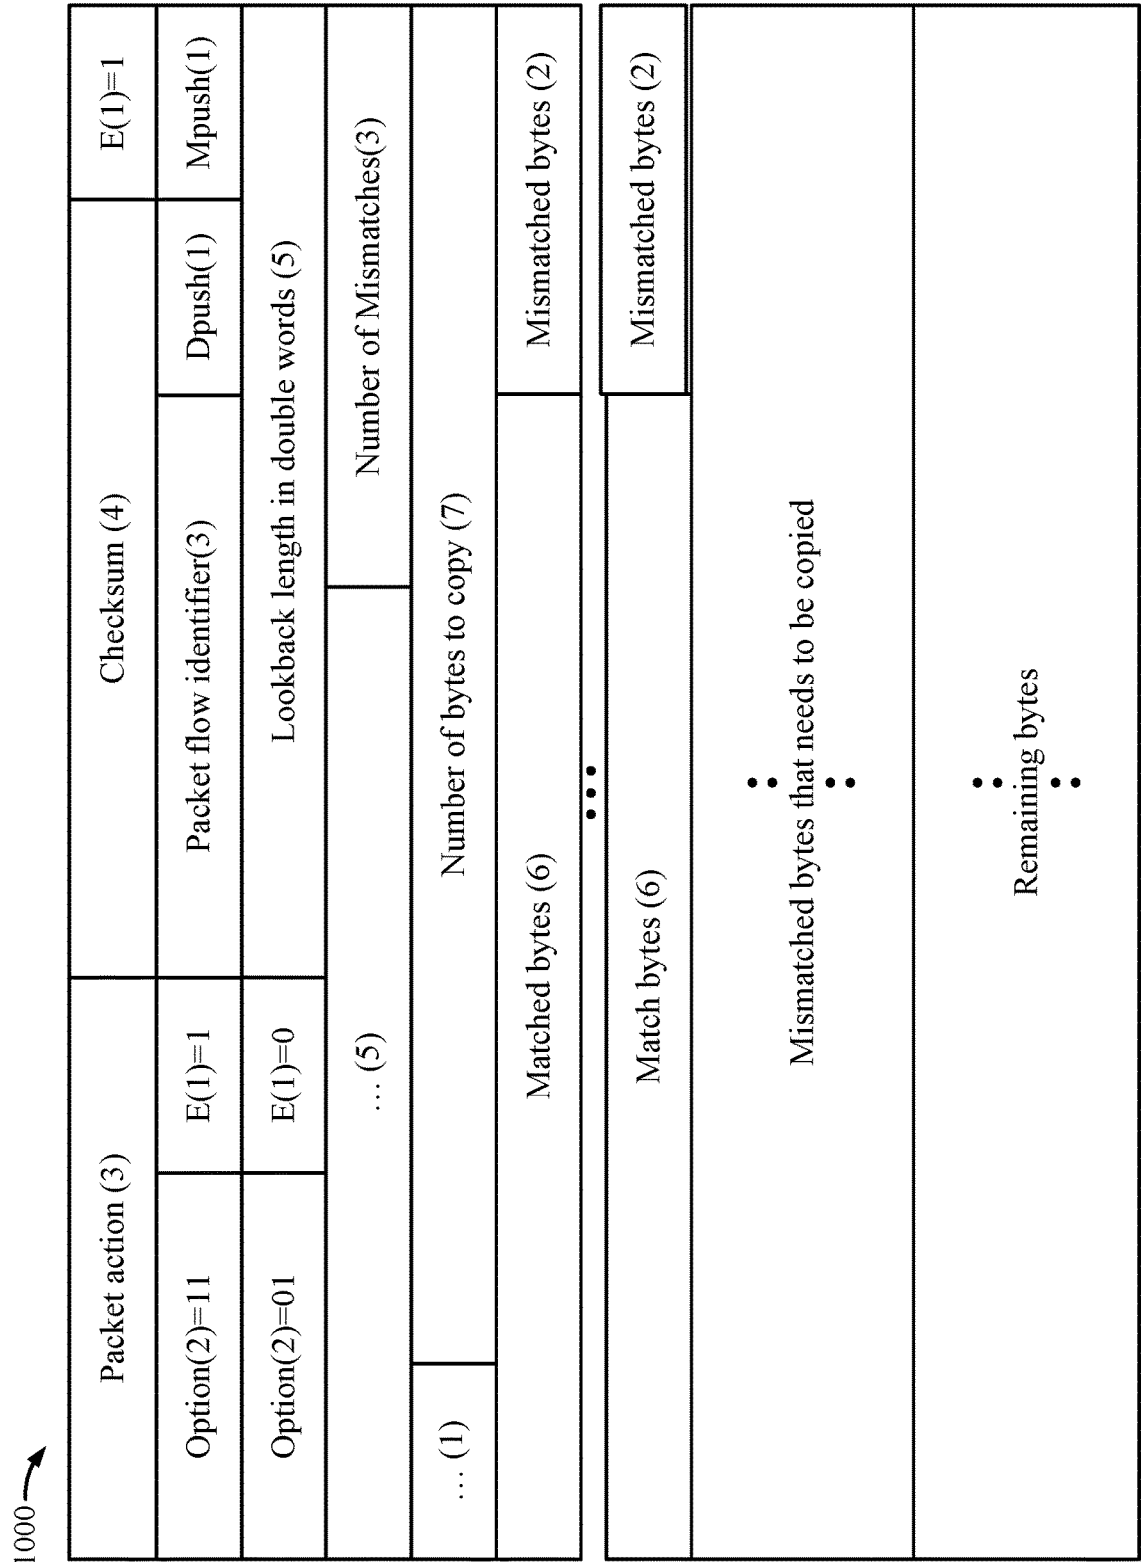 1000
Packet action (3)
Checksum (4)
E(1)=1
Option(2)=11
E(1)=1
Packet flow identifier(3)
Dpush(1)
Mpush(1)
Option(2)=01
E(1)=0
Lookback length in double words (5)
… (5)
Number of Mismatches(3)
… (1)
Number of bytes to copy (7)
Matched bytes (6)
Mismatched bytes (2)
Match bytes (6)
Mismatched bytes (2)
Mismatched bytes that needs to be copied
Remaining bytes